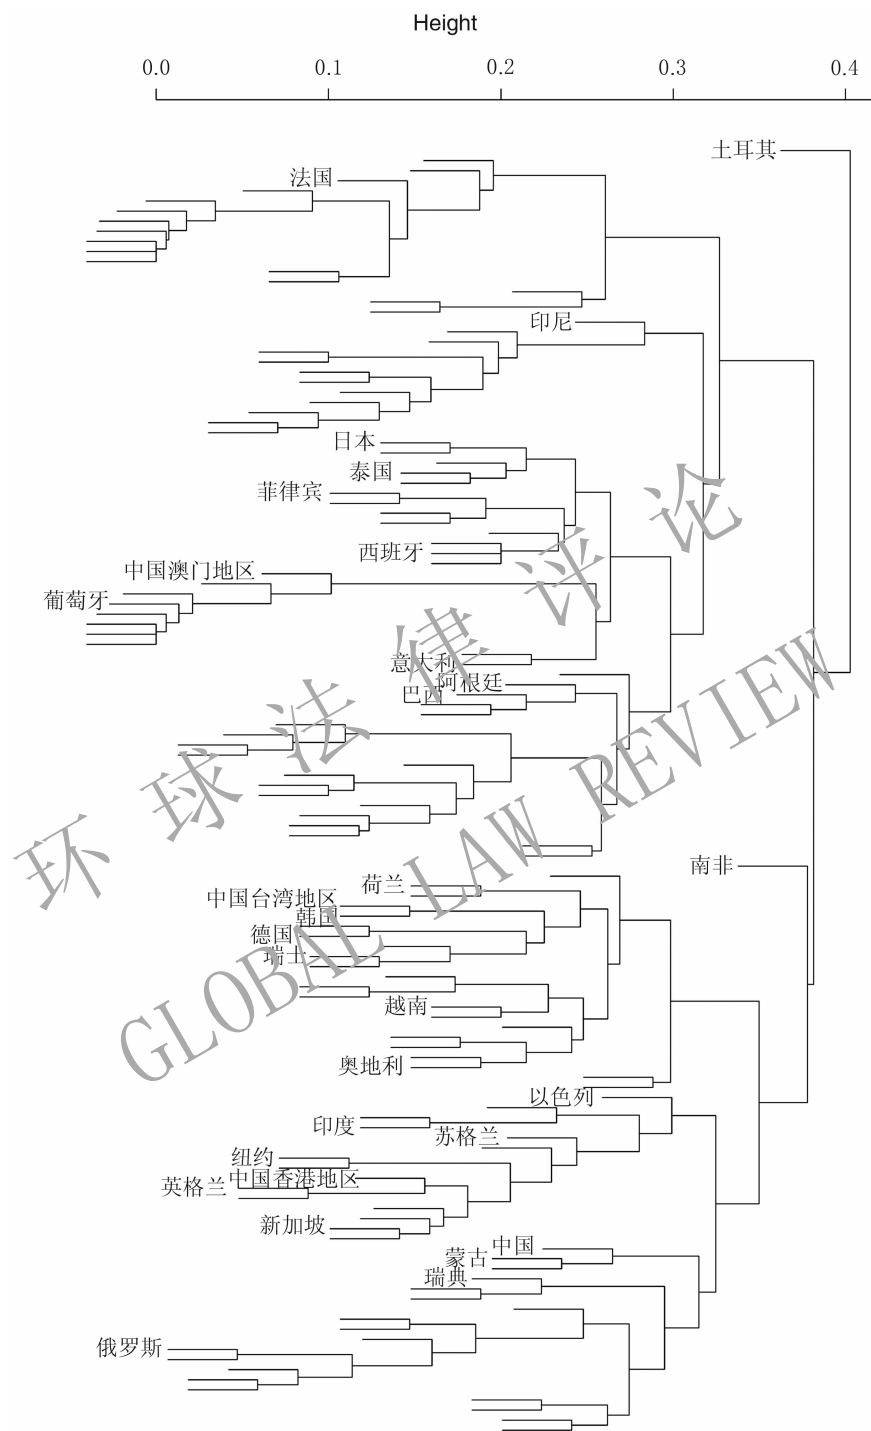 Height
0.0 0.1 0.2 0.3 0.4
土耳其
法国
印尼
日本
泰国
菲律宾
西班牙
中国澳门地区
葡萄牙
意大利
阿根廷
巴西
南非
荷兰
中国台湾地区
韩国
德国
瑞士
越南
奥地利
以色列
印度
苏格兰
纽约
中国香港地区
英格兰
新加坡
中国
蒙古
瑞典
俄罗斯
环球法律评论
GLOBAL LAW REVIEW